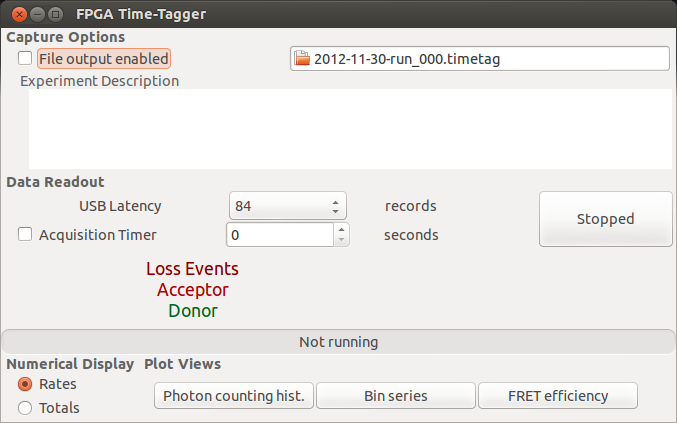 FPGA Time-Tagger
Capture Options
File output enabled
2012-11-30-run_000.timetag
Experiment Description
Data Readout
USB Latency 84 records
Stopped
Acquisition Timer 0 seconds
Loss Events
Acceptor
Donor
Not running
Numerical Display Plot Views
Rates
Photon counting hist. Bin series FRET efficiency
Totals